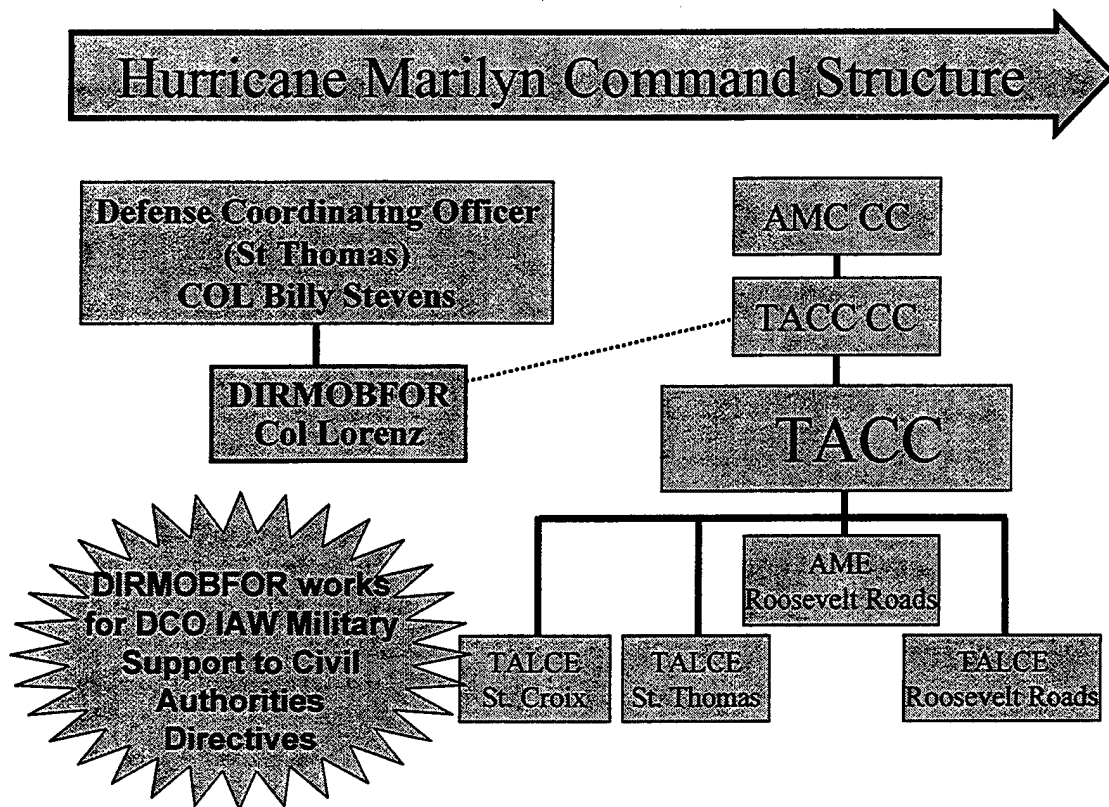 Hurricane Marilyn Command Structure
Defense Coordinating Officer
(St Thomas)
COL Billy Stevens
DIRMOBFOR
Col Lorenz
AMC CC
TACC CC
TACC
AME
Roosevelt Roads
TALCE
St. Croix
TALCE
St. Thomas
TALCE
Roosevelt Roads
DIRMOBFOR works
for DCO IAW Military
Support to Civil
Authorities
Directives